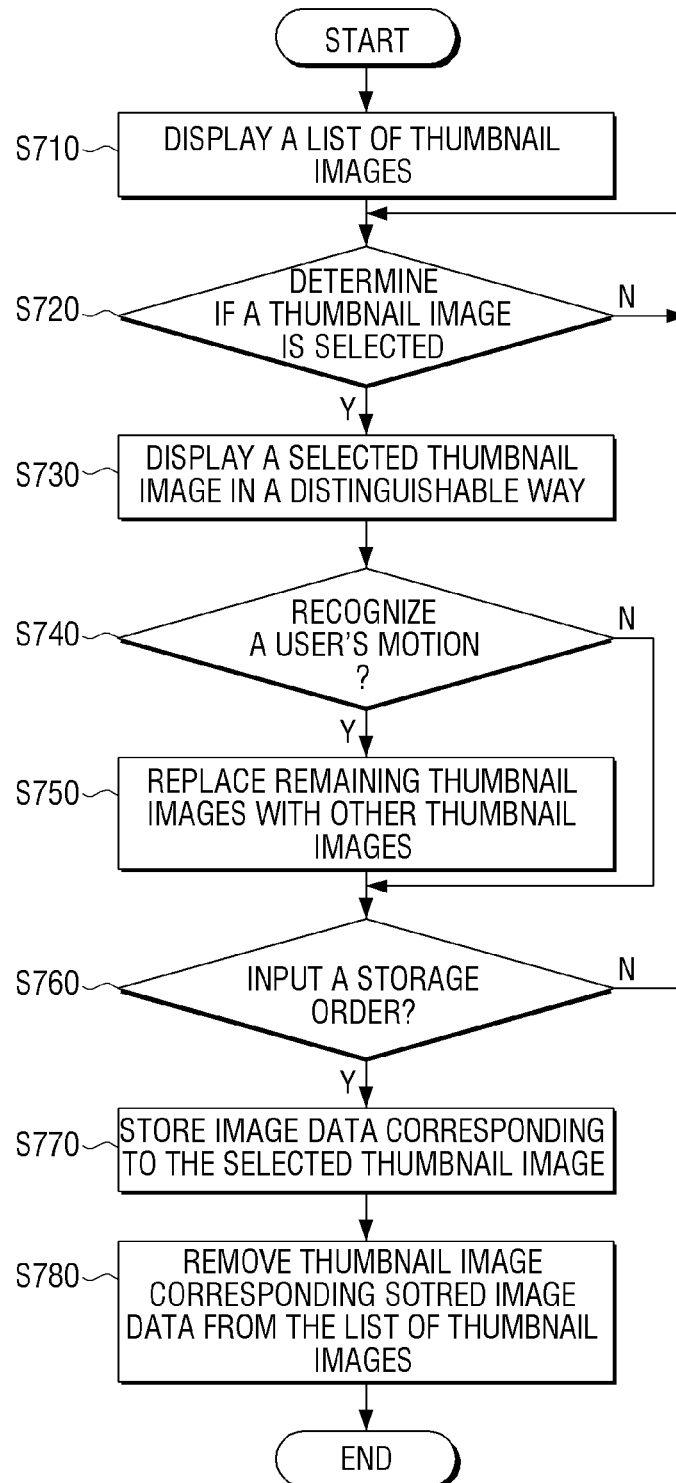 START
S710
DISPLAY A LIST OF THUMBNAIL
IMAGES
S720
DETERMINE
IF A THUMBNAIL IMAGE
IS SELECTED
N
Y
S730
DISPLAY A SELECTED THUMBNAIL
IMAGE IN A DISTINGUISHABLE WAY
S740
RECOGNIZE
A USER'S MOTION
?
N
Y
S750
REPLACE REMAINING THUMBNAIL
IMAGES WITH OTHER THUMBNAIL
IMAGES
S760
INPUT A STORAGE
ORDER?
N
Y
S770
STORE IMAGE DATA CORRESPONDING
TO THE SELECTED THUMBNAIL IMAGE
S780
REMOVE THUMBNAIL IMAGE
CORRESPONDING SOTRED IMAGE
DATA FROM THE LIST OF THUMBNAIL
IMAGES
END